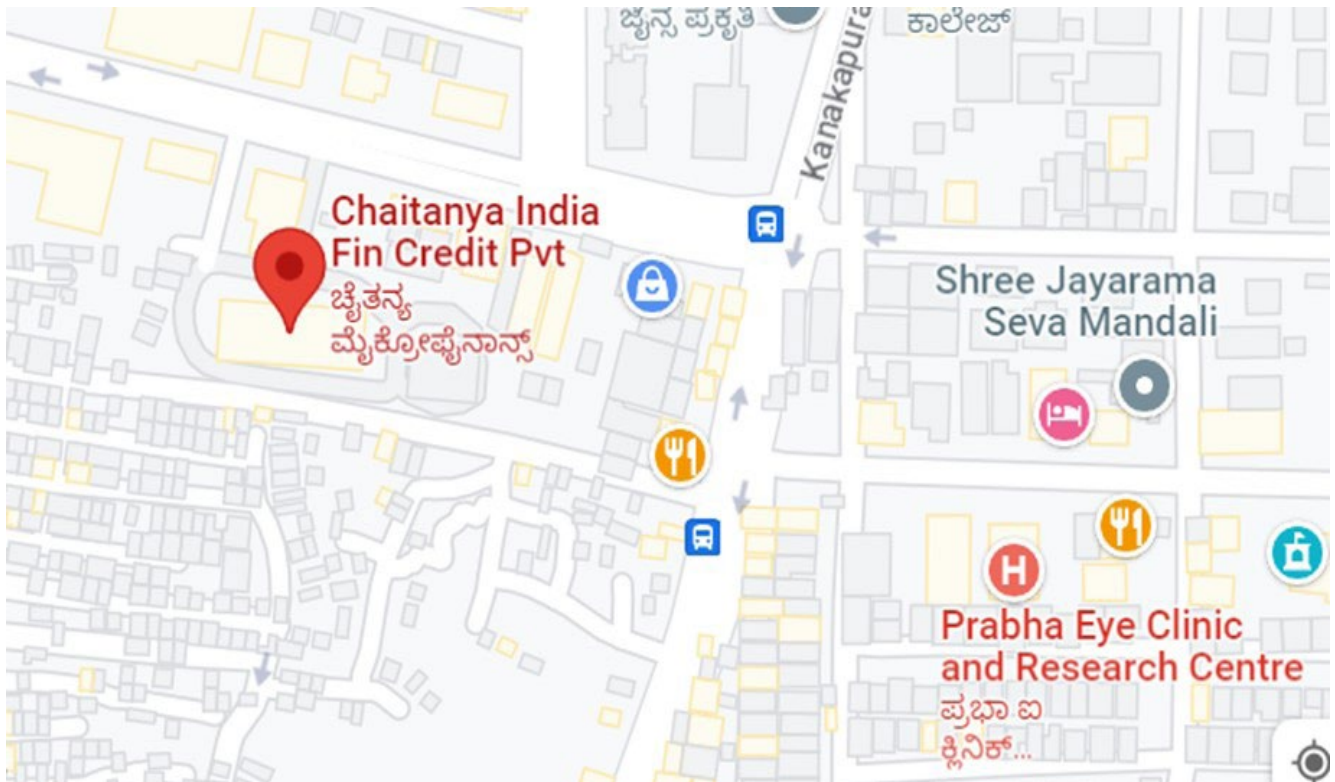 ಜೈನ್ಸ ಪ್ರಕೃತಿ
ಕಾಲೇಜ್
Kanakapura
Chaitanya India
Fin Credit Pvt
ಚೈತನ್ಯ
ಮೈಕ್ರೋಫೈನಾನ್ಸ್
Shree Jayarama
Seva Mandali
H
Prabha Eye Clinic
and Research Centre
ಪ್ರಭಾ ಐ
ಕ್ಲಿನಿಕ್...